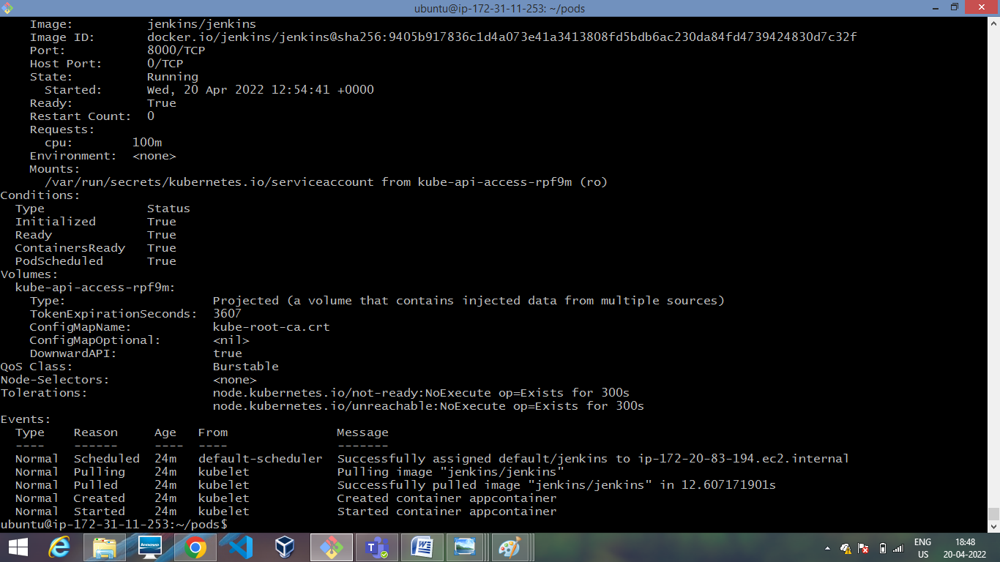 ubuntu@ip-172-31-11-253: ~/pods
Image: jenkins/jenkins
Image ID: docker.io/jenkins/jenkins@sha256:9405b917836c1d4a073e41a3413808fd5bdb6ac230da84fd4739424830d7c32f
Port: 8000/TCP
Host Port: 0/TCP
State: Running
Started: Wed, 20 Apr 2022 12:54:41 +0000
Ready: True
Restart Count: 0
Requests:
cpu: 100m
Environment: <none>
Mounts:
/var/run/secrets/kubernetes.io/serviceaccount from kube-api-access-rpf9m (ro)
Conditions:
Type Status
Initialized True
Ready True
ContainersReady True
PodScheduled True
Volumes:
kube-api-access-rpf9m:
Type: Projected (a volume that contains injected data from multiple sources)
TokenExpirationSeconds: 3607
ConfigMapName: kube-root-ca.crt
ConfigMapOptional: <nil>
DownwardAPI: true
QoS Class: Burstable
Node-Selectors: <none>
Tolerations: node.kubernetes.io/not-ready:NoExecute op=Exists for 300s
node.kubernetes.io/unreachable:NoExecute op=Exists for 300s
Events:
Type Reason Age From Message
---- ------ ---- ---- -------
Normal Scheduled 24m default-scheduler Successfully assigned default/jenkins to ip-172-20-83-194.ec2.internal
Normal Pulling 24m kubelet Pulling image "jenkins/jenkins"
Normal Pulled 24m kubelet Successfully pulled image "jenkins/jenkins" in 12.607171901s
Normal Created 24m kubelet Created container appcontainer
Normal Started 24m kubelet Started container appcontainer
ubuntu@ip-172-31-11-253:~/pods$
lenovo
ENG 18:48
US 20-04-2022